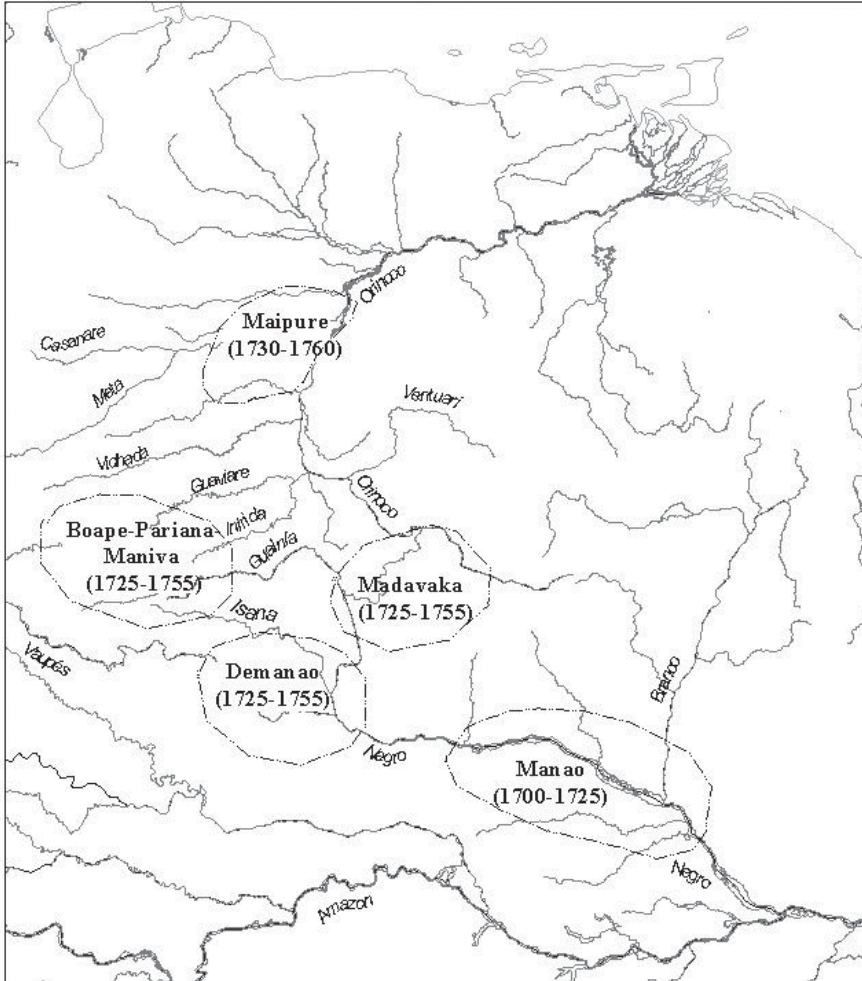 Orinoco
Maipure
(1730-1760)
Casanare
Meta
Ventuari
Vichada
Guaviare
Orinoco
Boape-Pariana-
Maniva
(1725-1755)
Inírida
Guainía
Madavaka
(1725-1755)
Isana
Vaupés
Demanao
(1725-1755)
Branco
Negro
Manao
(1700-1725)
Negro
Amazon